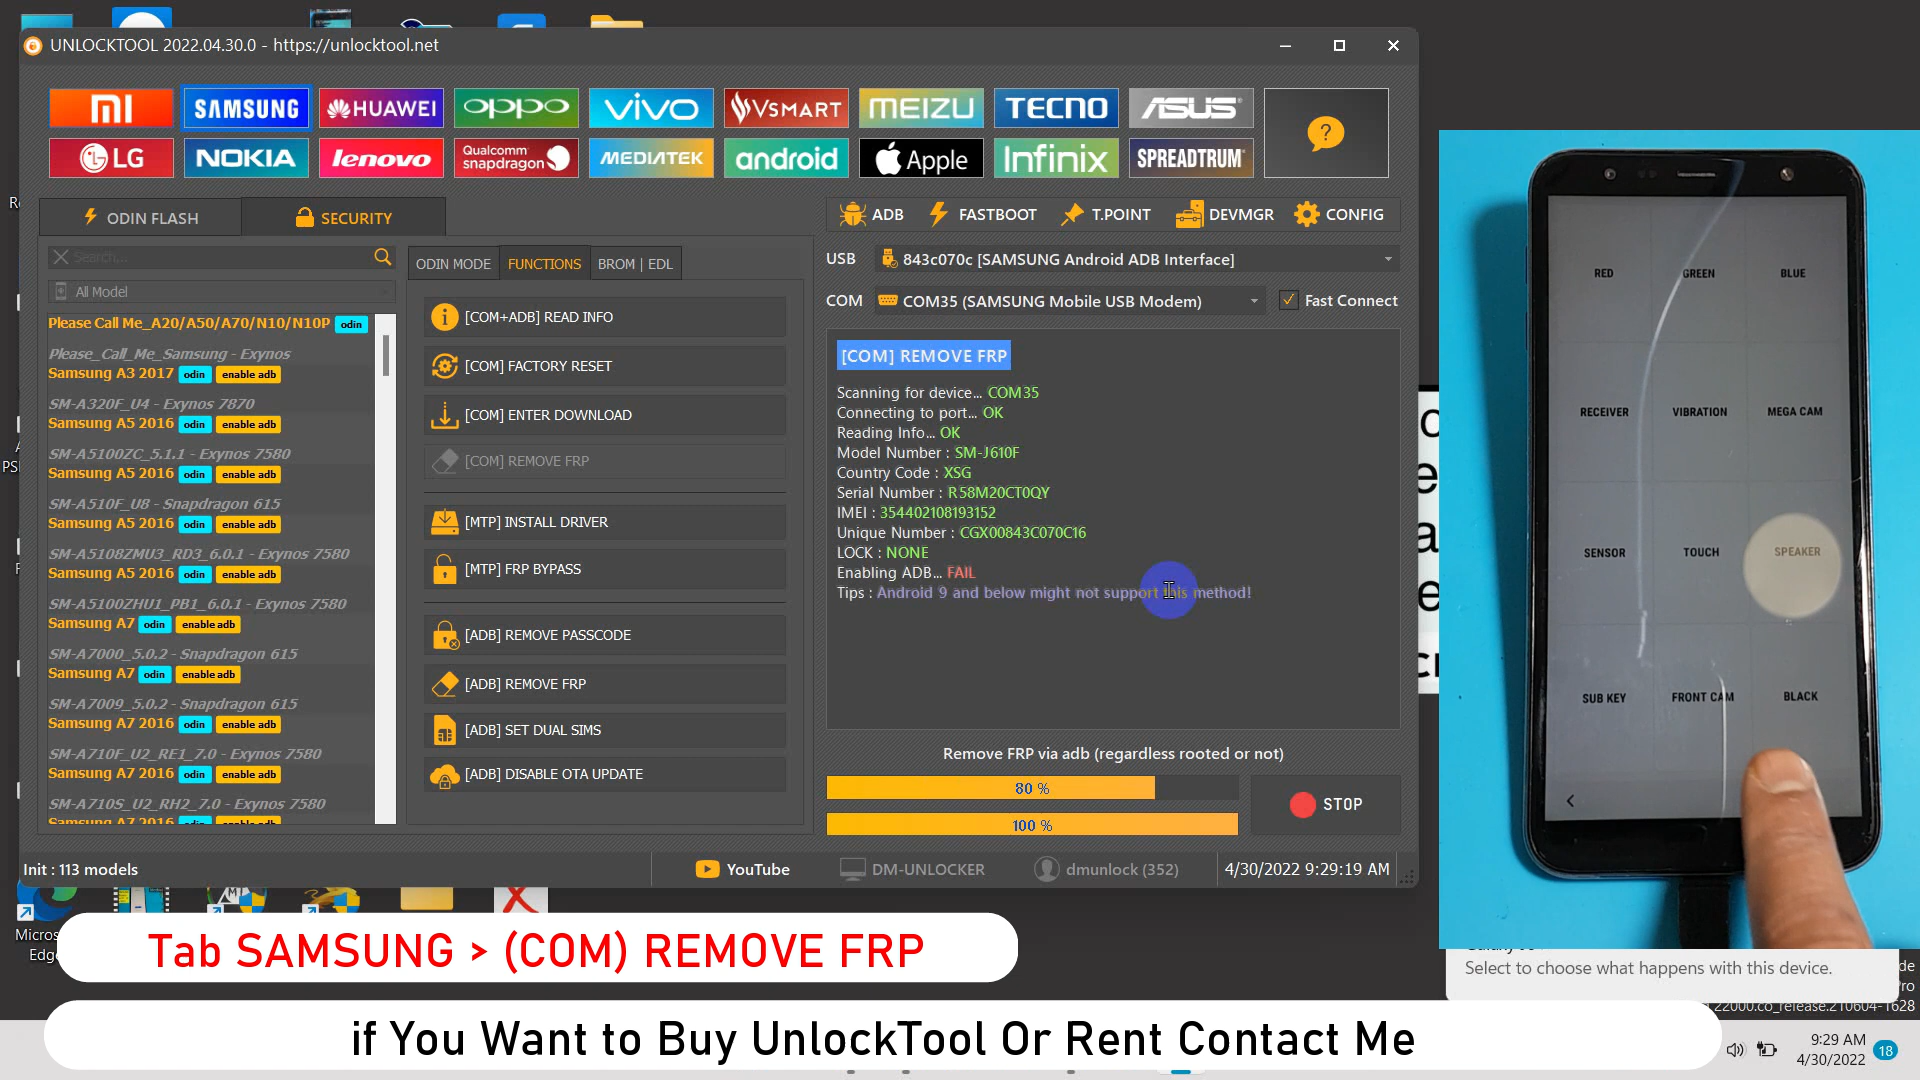 UNLOCKTOOL 2022.04.30.0 - https://unlocktool.net
mi SAMSUNG HUAWEI oppo vivo VSMART MEIZU TECNO ASUS
LG NOKIA lenovo Qualcomm snapdragon MEDIATEK android Apple Infinix SPREADTRUM
?
ODIN FLASH
SECURITY
ADB FASTBOOT T.POINT DEVMGR CONFIG
Search...
All Model
Please Call Me_A20/A50/A70/N10/N10P odin
Please_Call_Me_Samsung - Exynos
Samsung A3 2017 odin enable adb
SM-A320F_U4 - Exynos 7870
Samsung A5 2016 odin enable adb
SM-A5100ZC_5.1.1 - Exynos 7580
Samsung A5 2016 odin enable adb
SM-A510F_U8 - Snapdragon 615
Samsung A5 2016 odin enable adb
SM-A5108ZMU3_RD3_6.0.1 - Exynos 7580
Samsung A5 2016 odin enable adb
SM-A5100ZHU1_PB1_6.0.1 - Exynos 7580
Samsung A7 odin enable adb
SM-A7000_5.0.2 - Snapdragon 615
Samsung A7 odin enable adb
SM-A7009_5.0.2 - Snapdragon 615
Samsung A7 2016 odin enable adb
SM-A710F_U2_RE1_7.0 - Exynos 7580
Samsung A7 2016 odin enable adb
SM-A710S_U2_RH2_7.0 - Exynos 7580
Samsung A7 2016 odin enable adb
ODIN MODE FUNCTIONS BROM | EDL
[COM+ADB] READ INFO
[COM] FACTORY RESET
[COM] ENTER DOWNLOAD
[COM] REMOVE FRP
[MTP] INSTALL DRIVER
[MTP] FRP BYPASS
[ADB] REMOVE PASSCODE
[ADB] REMOVE FRP
[ADB] SET DUAL SIMS
[ADB] DISABLE OTA UPDATE
USB 843c070c [SAMSUNG Android ADB Interface]
COM COM35 (SAMSUNG Mobile USB Modem) Fast Connect
[COM] REMOVE FRP
Scanning for device... COM35
Connecting to port... OK
Reading Info... OK
Model Number : SM-J610F
Country Code : XSG
Serial Number : R58M20CT0QY
IMEI : 354402108193152
Unique Number : CGX00843C070C16
LOCK : NONE
Enabling ADB... FAIL
Tips : Android 9 and below might not support this method!
Remove FRP via adb (regardless rooted or not)
80 %
100 %
STOP
Init : 113 models
YouTube
DM-UNLOCKER
dmunlock (352)
4/30/2022 9:29:19 AM
RED GREEN BLUE
RECEIVER VIBRATION MEGA CAM
SENSOR TOUCH SPEAKER
SUB KEY FRONT CAM BLACK
Edge
Tab SAMSUNG > (COM) REMOVE FRP
Select to choose what happens with this device.
22000.co_release.210604-1628
if You Want to Buy UnlockTool Or Rent Contact Me
9:29 AM
4/30/2022
18